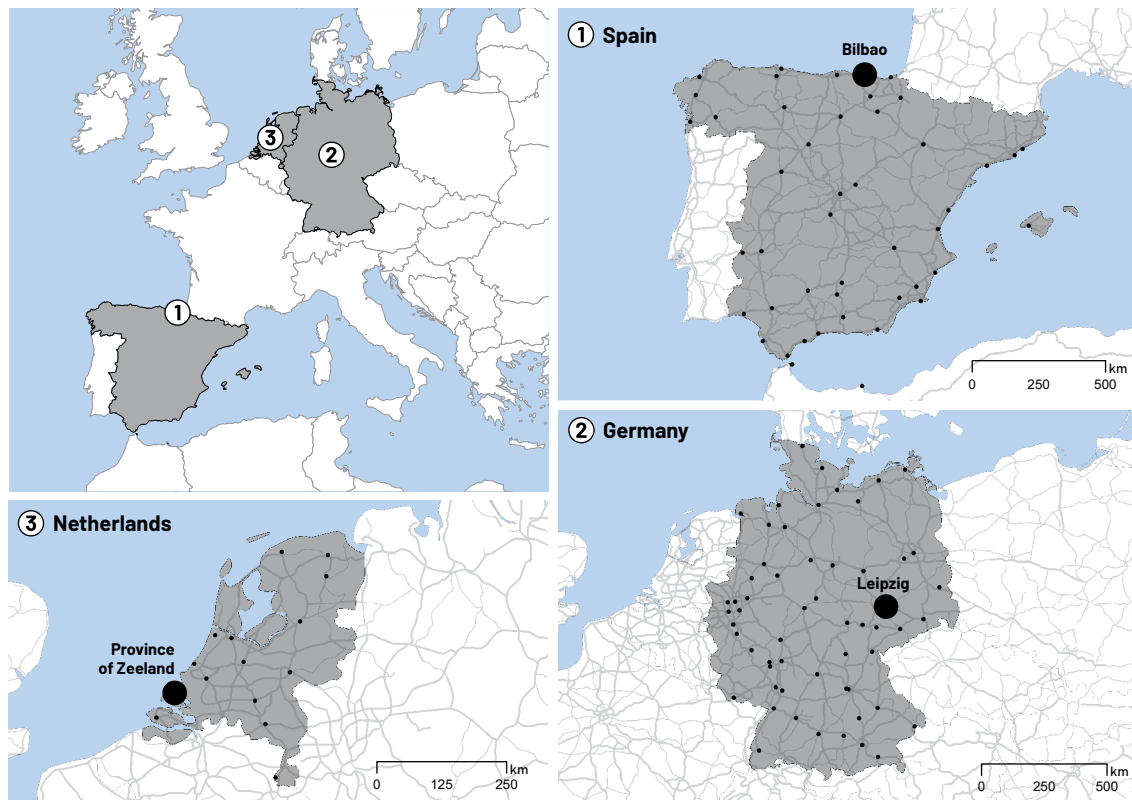 3
2
1
1 Spain
Bilbao
km
0 250 500
2 Germany
Leipzig
km
0 250 500
3 Netherlands
Province
of Zeeland
km
0 125 250